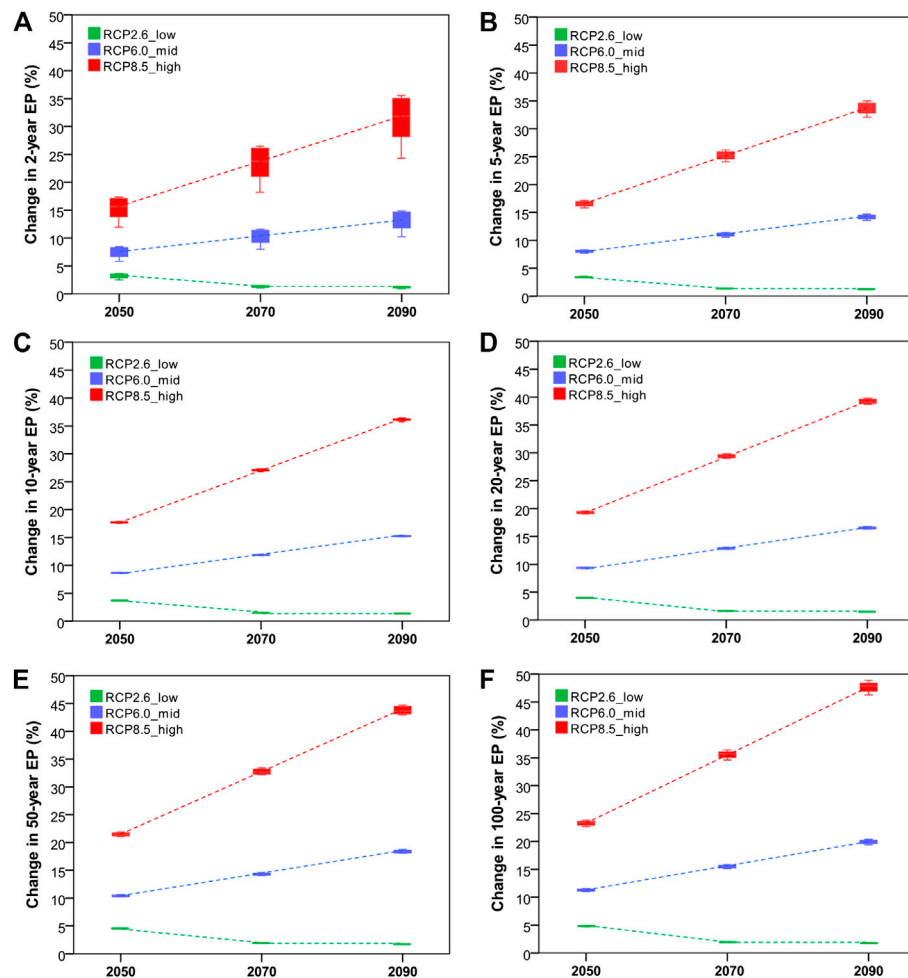 A
Change in 2-year EP (%)
50
45
40
35
30
25
20
15
10
5
0
RCP2.6_low
RCP6.0_mid
RCP8.5_high
2050 2070 2090
B
Change in 5-year EP (%)
50
45
40
35
30
25
20
15
10
5
0
RCP2.6_low
RCP6.0_mid
RCP8.5_high
2050 2070 2090
C
Change in 10-year EP (%)
50
45
40
35
30
25
20
15
10
5
0
RCP2.6_low
RCP6.0_mid
RCP8.5_high
2050 2070 2090
D
Change in 20-year EP (%)
50
45
40
35
30
25
20
15
10
5
0
RCP2.6_low
RCP6.0_mid
RCP8.5_high
2050 2070 2090
E
Change in 50-year EP (%)
50
45
40
35
30
25
20
15
10
5
0
RCP2.6_low
RCP6.0_mid
RCP8.5_high
2050 2070 2090
F
Change in 100-year EP (%)
50
45
40
35
30
25
20
15
10
5
0
RCP2.6_low
RCP6.0_mid
RCP8.5_high
2050 2070 2090